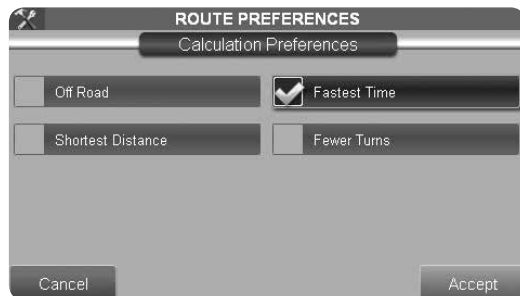 ROUTE PREFERENCES
Calculation Preferences
Off Road
Fastest Time
Shortest Distance
Fewer Turns
Cancel
Accept